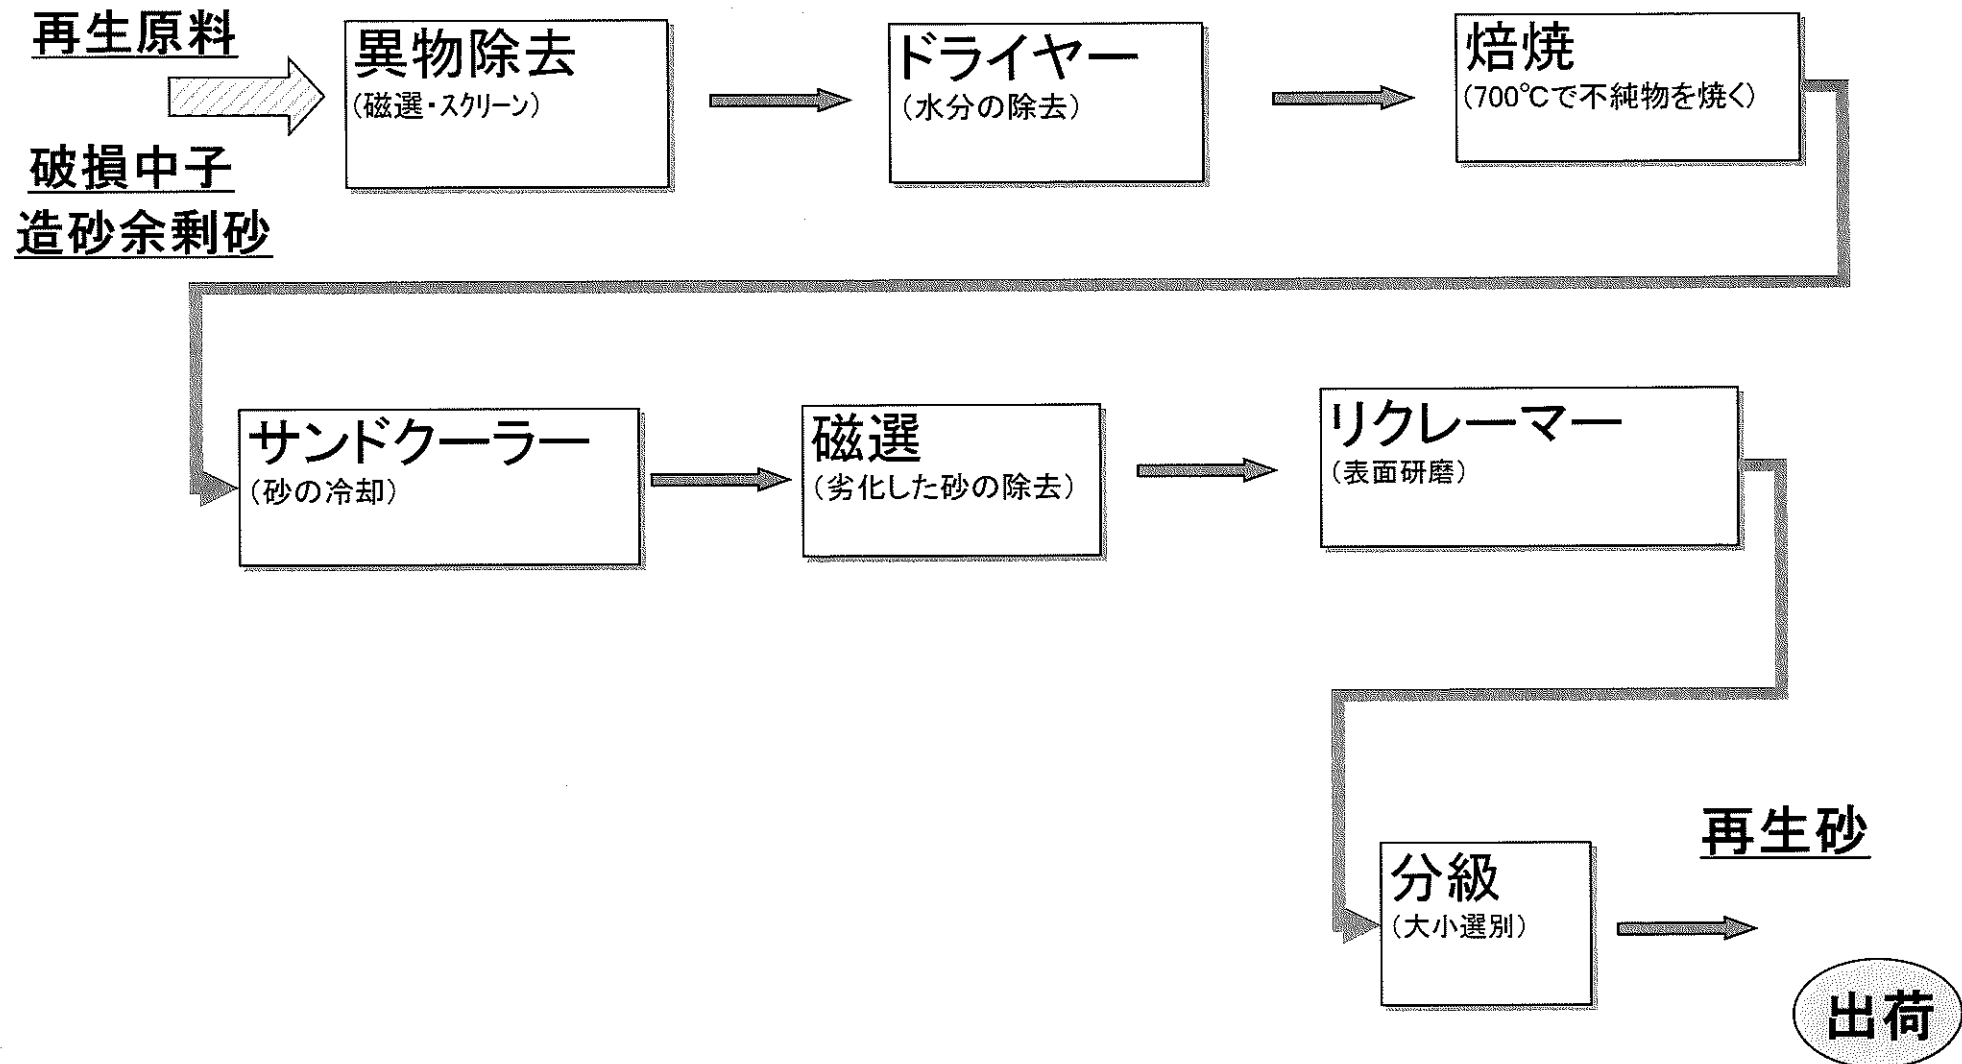 再生原料
破損中子
造砂余剰砂
異物除去
(磁選・スクリーン)
ドライヤー
(水分の除去)
焙焼
(700℃で不純物を焼く)
サンドクーラー
(砂の冷却)
磁選
(劣化した砂の除去)
リクレーマー
(表面研磨)
分級
(大小選別)
再生砂
出荷